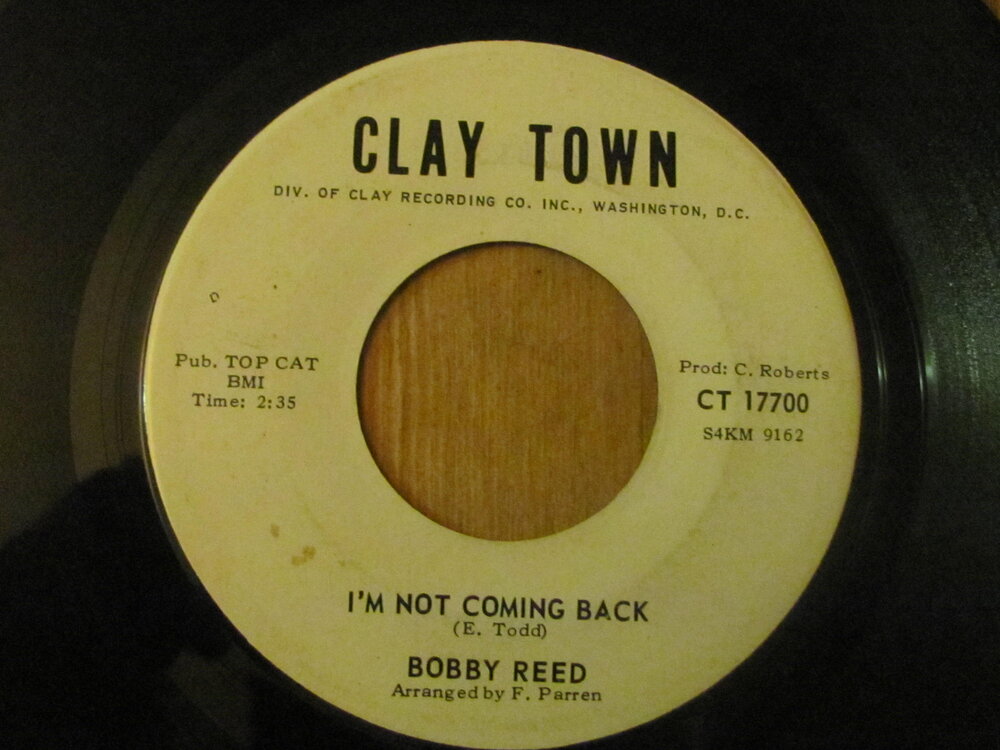 CLAY TOWN
DIV. OF CLAY RECORDING CO. INC., WASHINGTON, D.C.
D
Pub. TOP CAT
BMI
Time: 2:35
Prod: C. Roberts
CT 17700
S4KM 9162
I'M NOT COMING BACK
(E. Todd)
BOBBY REED
Arranged by F. Parren